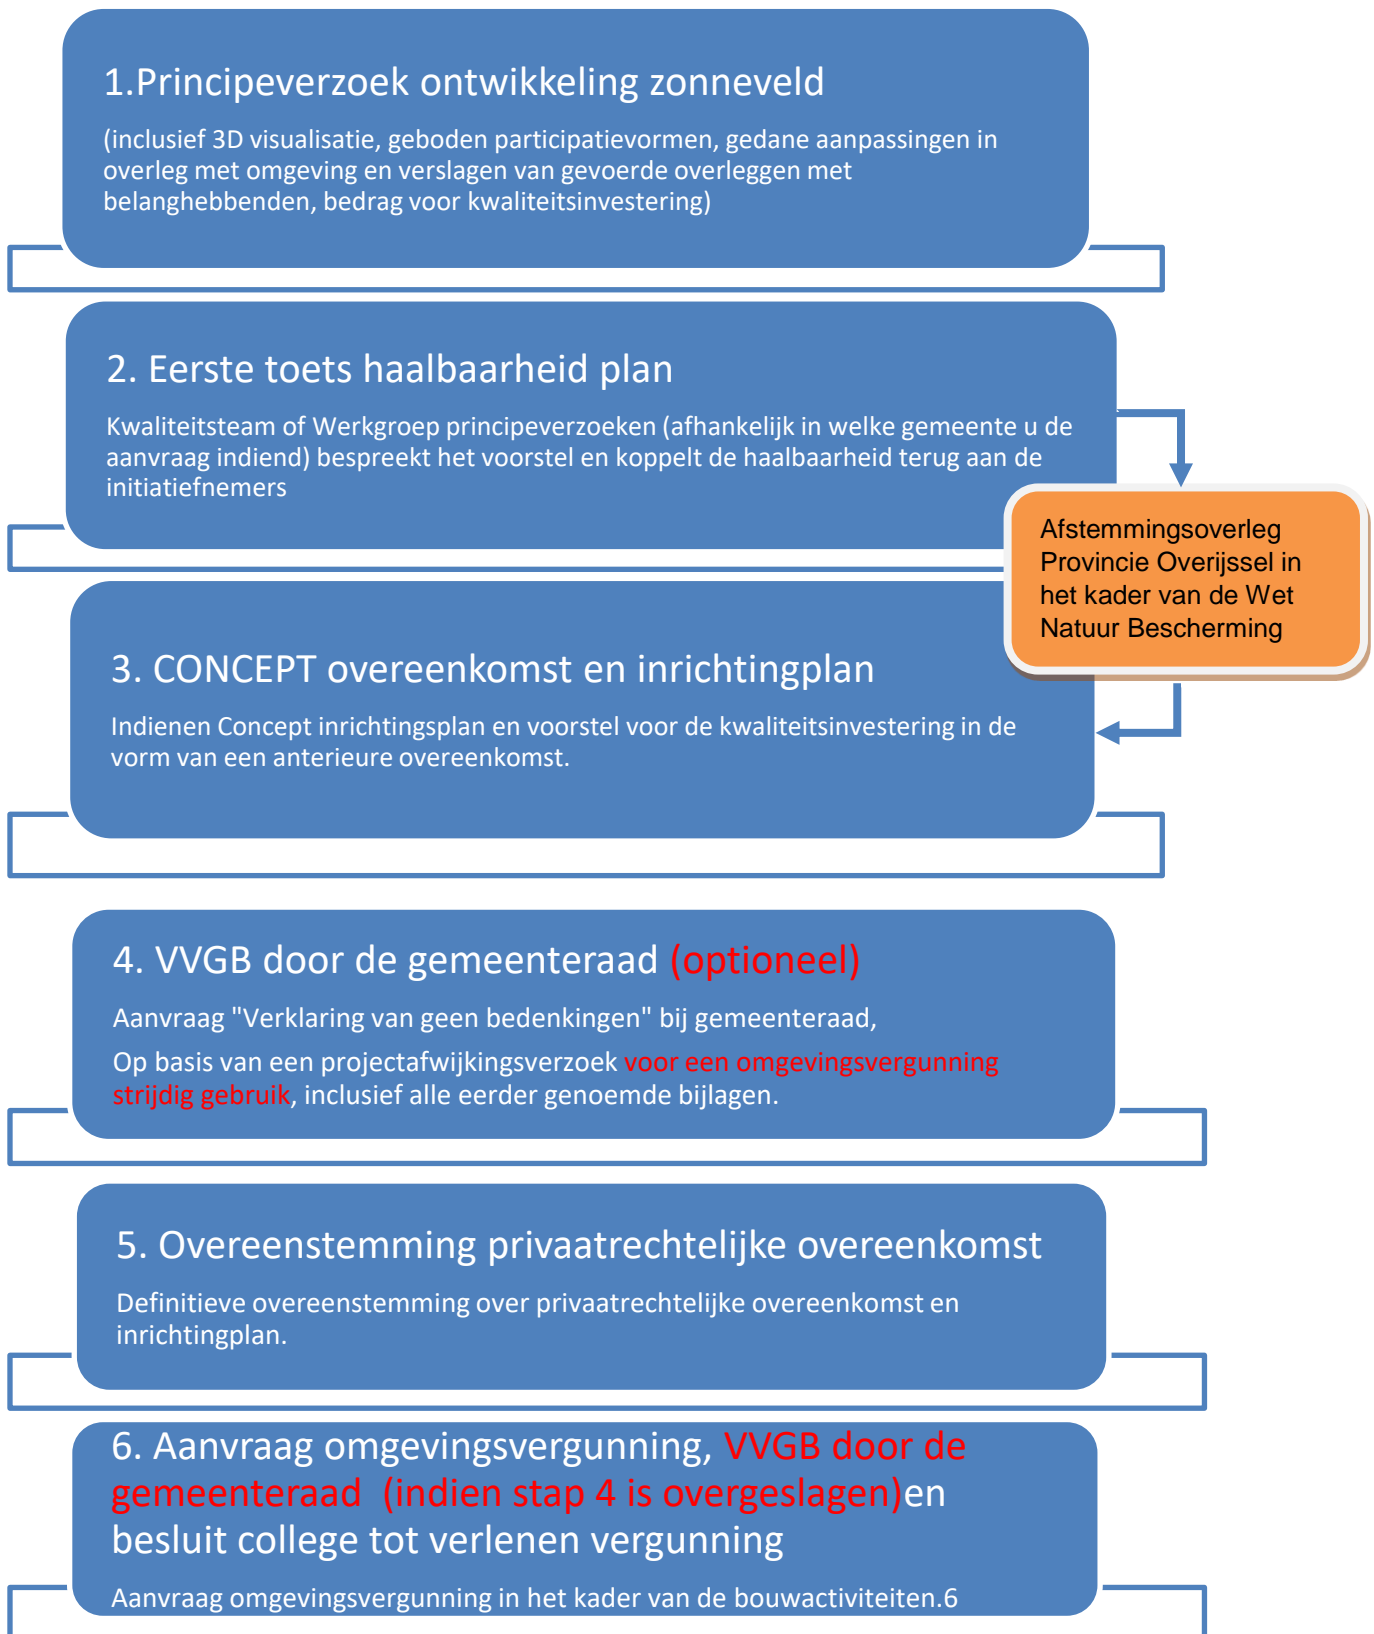 1.Principeverzoek ontwikkeling zonneveld
(inclusief 3D visualisatie, geboden participatievormen, gedane aanpassingen in
overleg met omgeving en verslagen van gevoerde overleggen met
belanghebbenden, bedrag voor kwaliteitsinvestering)
2. Eerste toets haalbaarheid plan
Kwaliteitsteam of Werkgroep principeverzoeken (afhankelijk in welke gemeente u de
aanvraag indiend) bespreekt het voorstel en koppelt de haalbaarheid terug aan de
initiatiefnemers
Afstemmingsoverleg
Provincie Overijssel in
het kader van de Wet
Natuur Bescherming
3. CONCEPT overeenkomst en inrichtingplan
Indienen Concept inrichtingsplan en voorstel voor de kwaliteitsinvestering in de
vorm van een anterieure overeenkomst.
4. VVGB door de gemeenteraad (optioneel)
Aanvraag "Verklaring van geen bedenkingen" bij gemeenteraad,
Op basis van een projectafwijkingsverzoek voor een omgevingsvergunning
strijdig gebruik, inclusief alle eerder genoemde bijlagen.
5. Overeenstemming privaatrechtelijke overeenkomst
Definitieve overeenstemming over privaatrechtelijke overeenkomst en
inrichtingplan.
6. Aanvraag omgevingsvergunning, VVGB door de
gemeenteraad  (indien stap 4 is overgeslagen)en
besluit college tot verlenen vergunning
Aanvraag omgevingsvergunning in het kader van de bouwactiviteiten.6